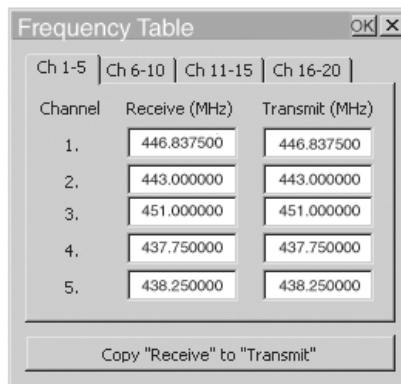 Frequency Table OK ×
Ch 1-5 Ch 6-10 Ch 11-15 Ch 16-20
Channel Receive (MHz) Transmit (MHz)
1. 446.837500 446.837500
2. 443.000000 443.000000
3. 451.000000 451.000000
4. 437.750000 437.750000
5. 438.250000 438.250000
Copy "Receive" to "Transmit"